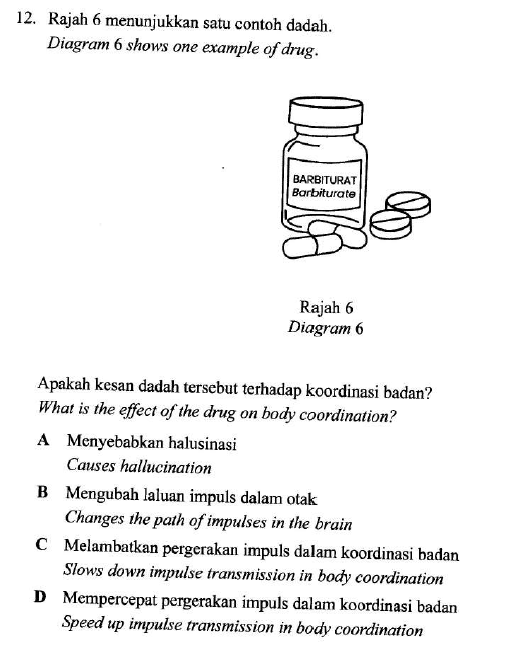 12. Rajah 6 menunjukkan satu contoh dadah.
Diagram 6 shows one example of drug.
BARBITURAT
Barbiturate
Rajah 6
Diagram 6
Apakah kesan dadah tersebut terhadap koordinasi badan?
What is the effect of the drug on body coordination?
A Menyebabkan halusinasi
Causes hallucination
B Mengubah laluan impuls dalam otak
Changes the path of impulses in the brain
C Melambatkan pergerakan impuls dalam koordinasi badan
Slows down impulse transmission in body coordination
D Mempercepat pergerakan impuls dalam koordinasi badan
Speed up impulse transmission in body coordination